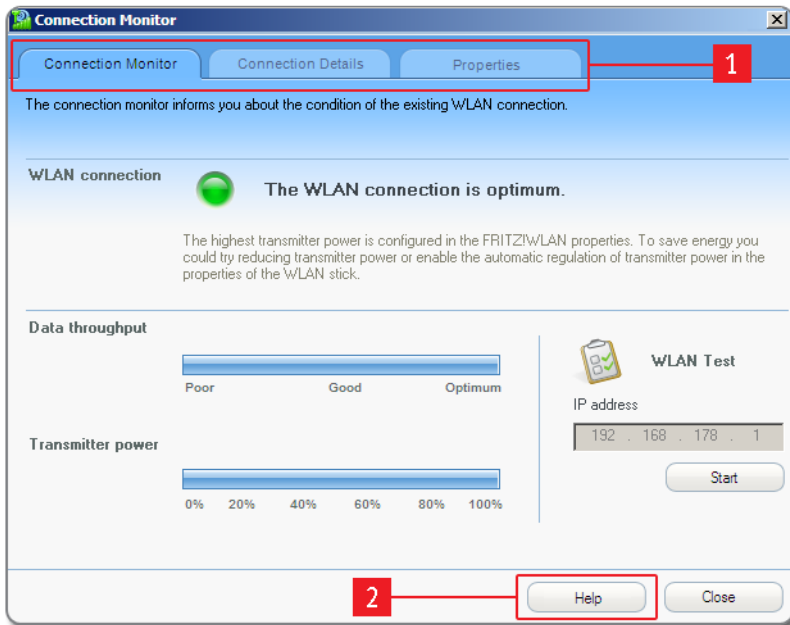 Connection Monitor
Connection Monitor
Connection Details
Properties
1
The connection monitor informs you about the condition of the existing WLAN connection.
WLAN connection
The WLAN connection is optimum.
The highest transmitter power is configured in the FRITZ!WLAN properties. To save energy you
could try reducing transmitter power or enable the automatic regulation of transmitter power in the
properties of the WLAN stick.
Data throughput
Poor Good Optimum
Transmitter power
0% 20% 40% 60% 80% 100%
WLAN Test
IP address
192 . 168 . 178 . 1
Start
2
Help
Close